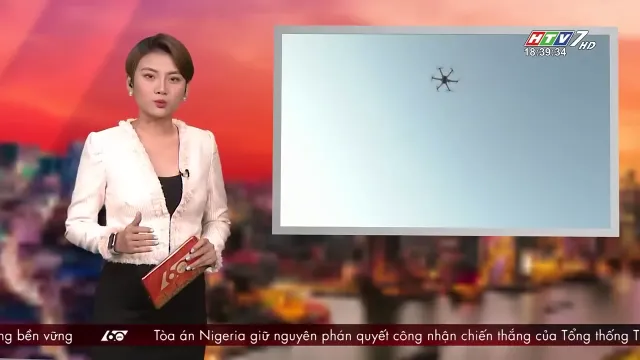 HTV7 HD
18:39:34
60
ng bền vững 60 Tòa án Nigeria giữ nguyên phán quyết công nhận chiến thắng của Tổng thống T